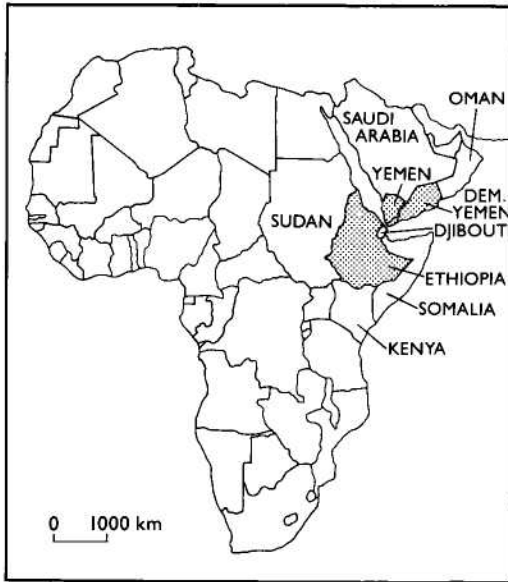 OMAN
SAUDI
ARABIA
YEMEN
DEM.
YEMEN
SUDAN
DJIBOUTI
ETHIOPIA
SOMALIA
KENYA
0 1000 km